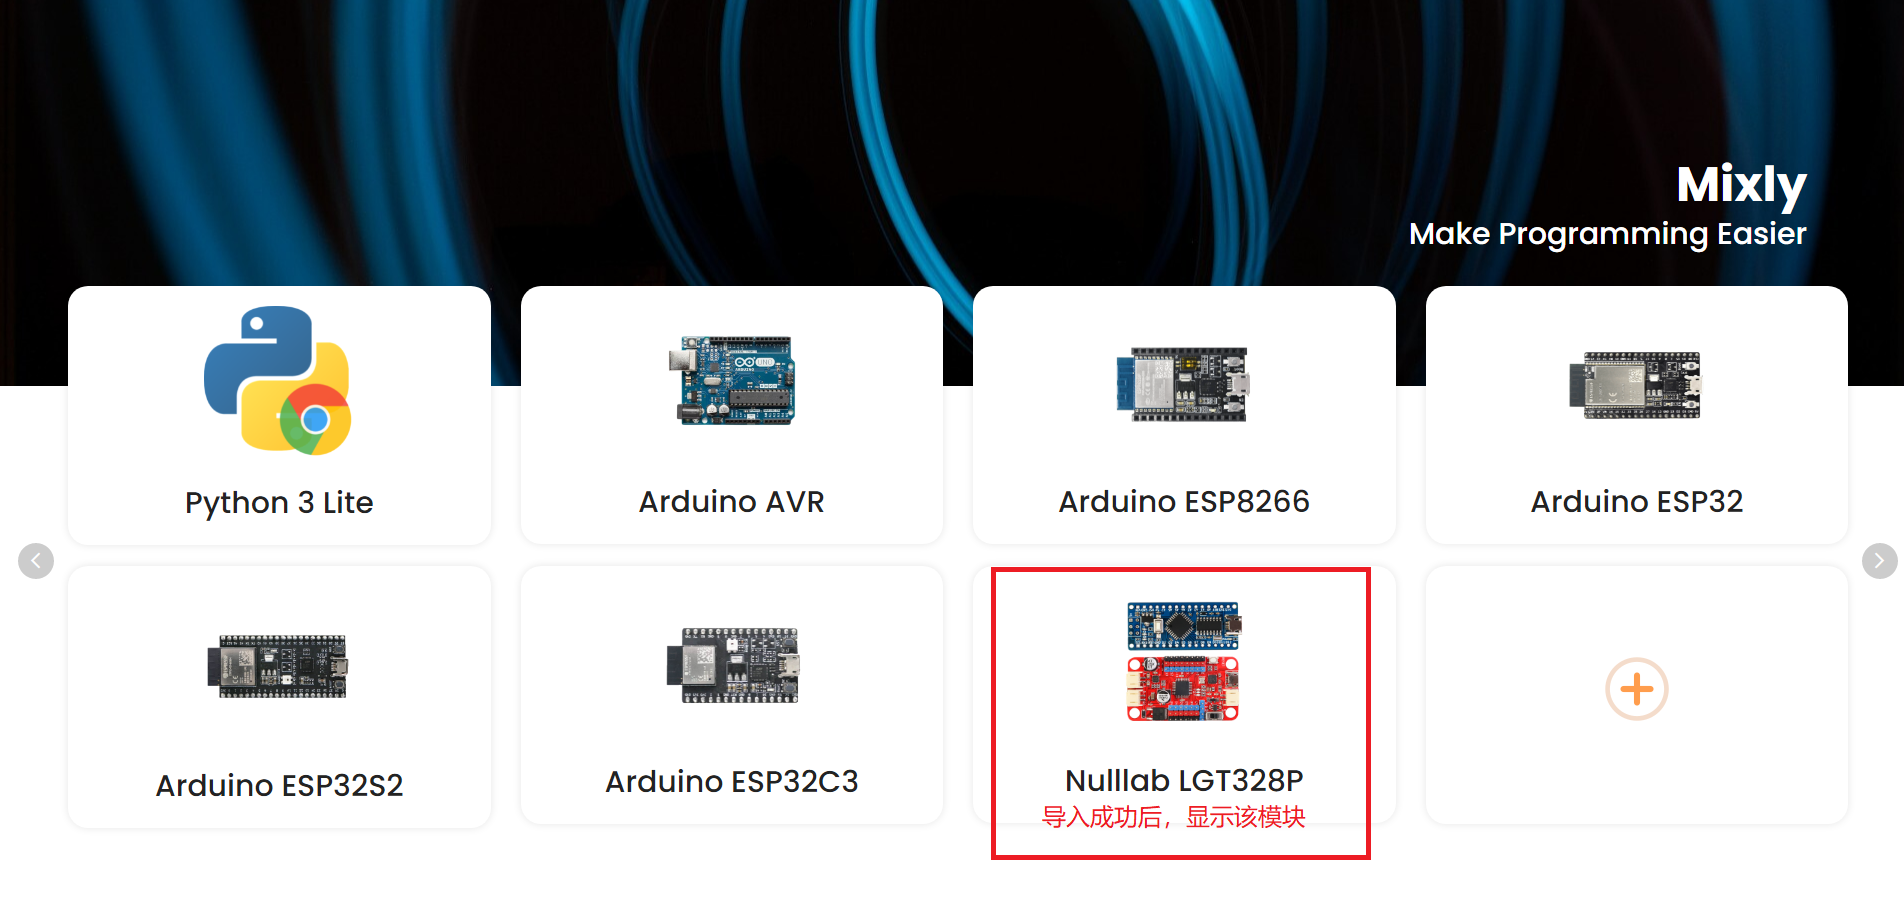 Mixly
Make Programming Easier
Python 3 Lite
Arduino AVR
Arduino ESP8266
Arduino ESP32
Arduino ESP32S2
Arduino ESP32C3
Nulllab LGT328P
导入成功后，显示该模块